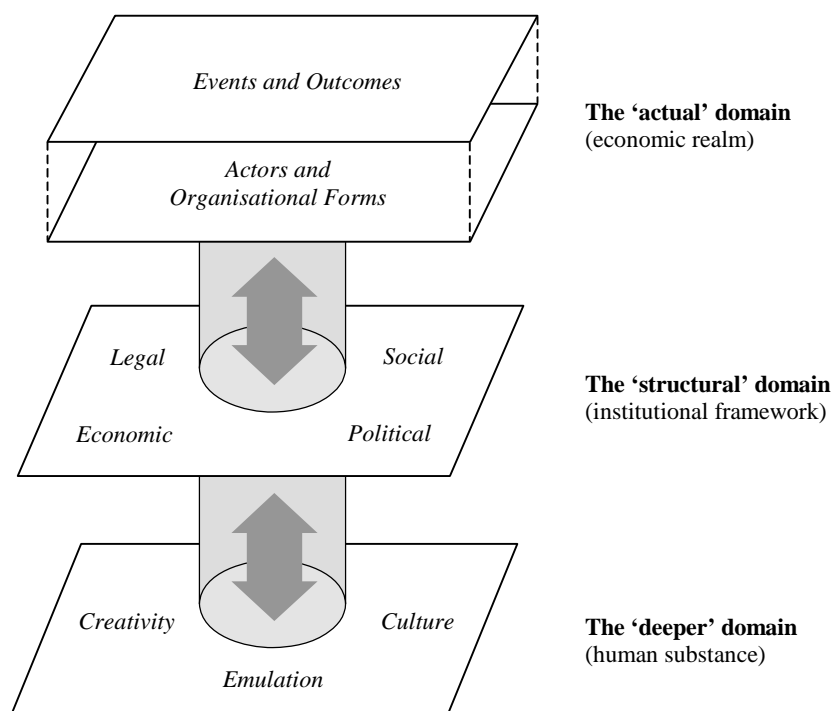 Events and Outcomes
The ‘actual’ domain
(economic realm)
Actors and
Organisational Forms
Legal
Social
The ‘structural’ domain
(institutional framework)
Economic
Political
Creativity
Culture
The ‘deeper’ domain
(human substance)
Emulation